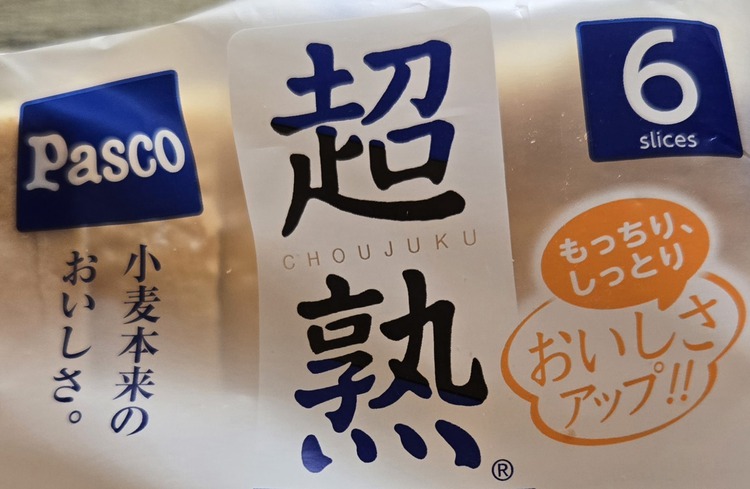 Pasco
小麦本来の
おいしさ。
超
CHOUJUKU
熟
®
6
slices
もっちり、
しっとり
おいしさ
アップ!!